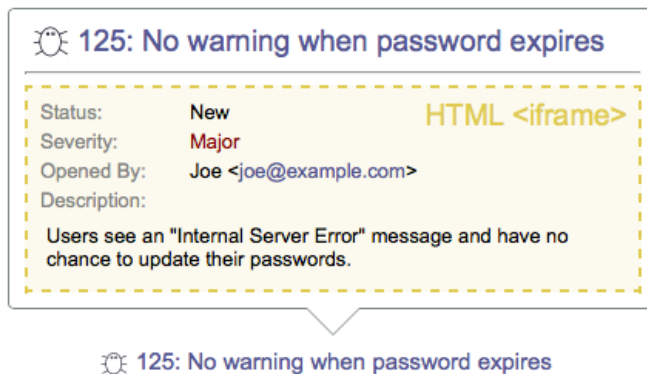 125: No warning when password expires
HTML <iframe>
Status: New
Severity: Major
Opened By: Joe <joe@example.com>
Description:
Users see an "Internal Server Error" message and have no
chance to update their passwords.
125: No warning when password expires